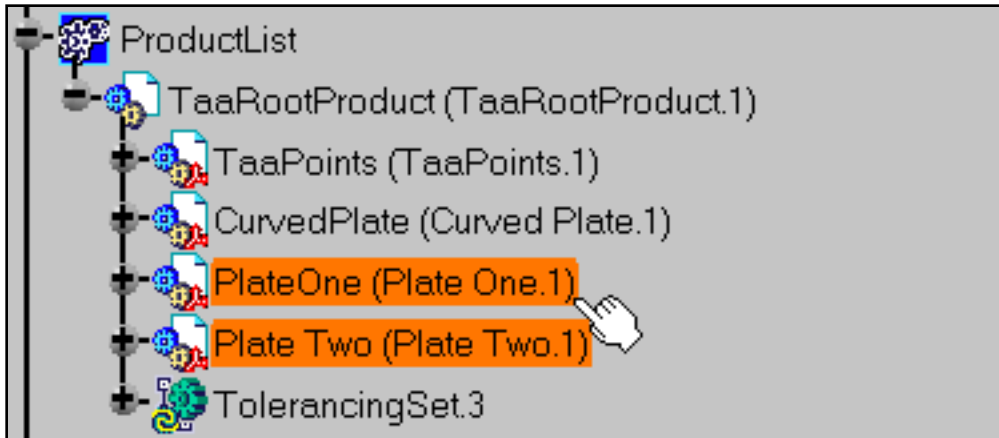 ProductList
TaaRootProduct (TaaRootProduct.1)
TaaPoints (TaaPoints.1)
CurvedPlate (Curved Plate.1)
PlateOne (Plate One.1)
Plate Two (Plate Two.1)
TolerancingSet.3